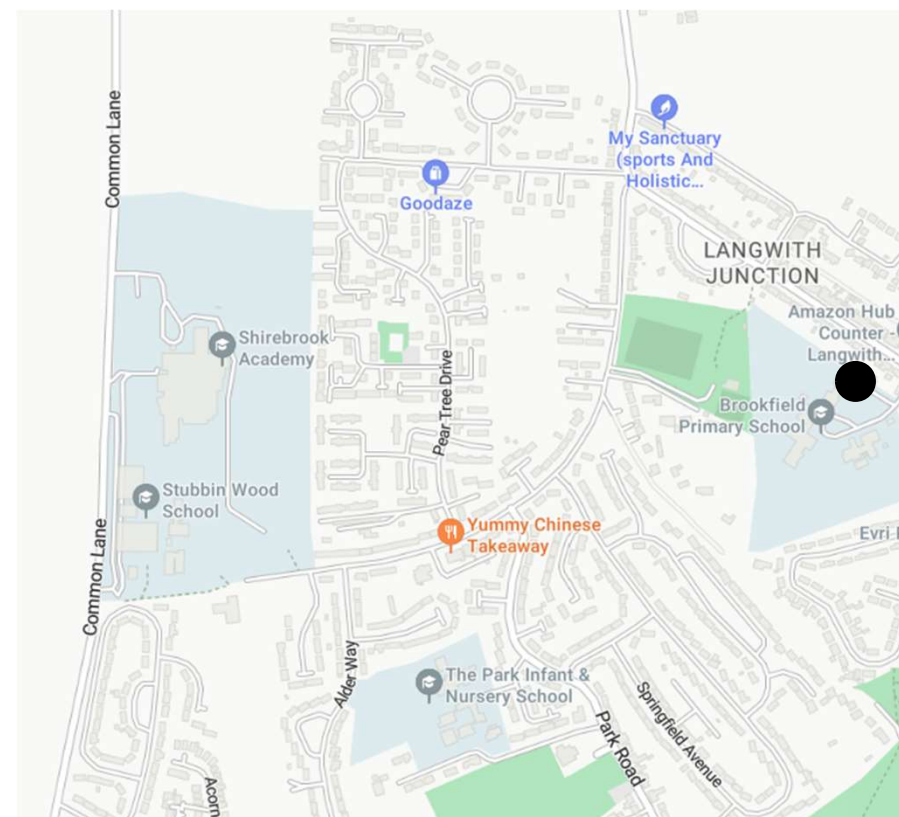 Common Lane
My Sanctuary
(sports And
Holistic...
Goodaze
LANGWITH
JUNCTION
Amazon Hub
Counter -
Langwith...
Shirebrook
Academy
Pear Tree Drive
Brookfield
Primary School
Stubbin Wood
School
Yummy Chinese
Takeaway
Evri
Common Lane
Alder Way
The Park Infant &
Nursery School
Springfield Avenue
Park Road
Acorn